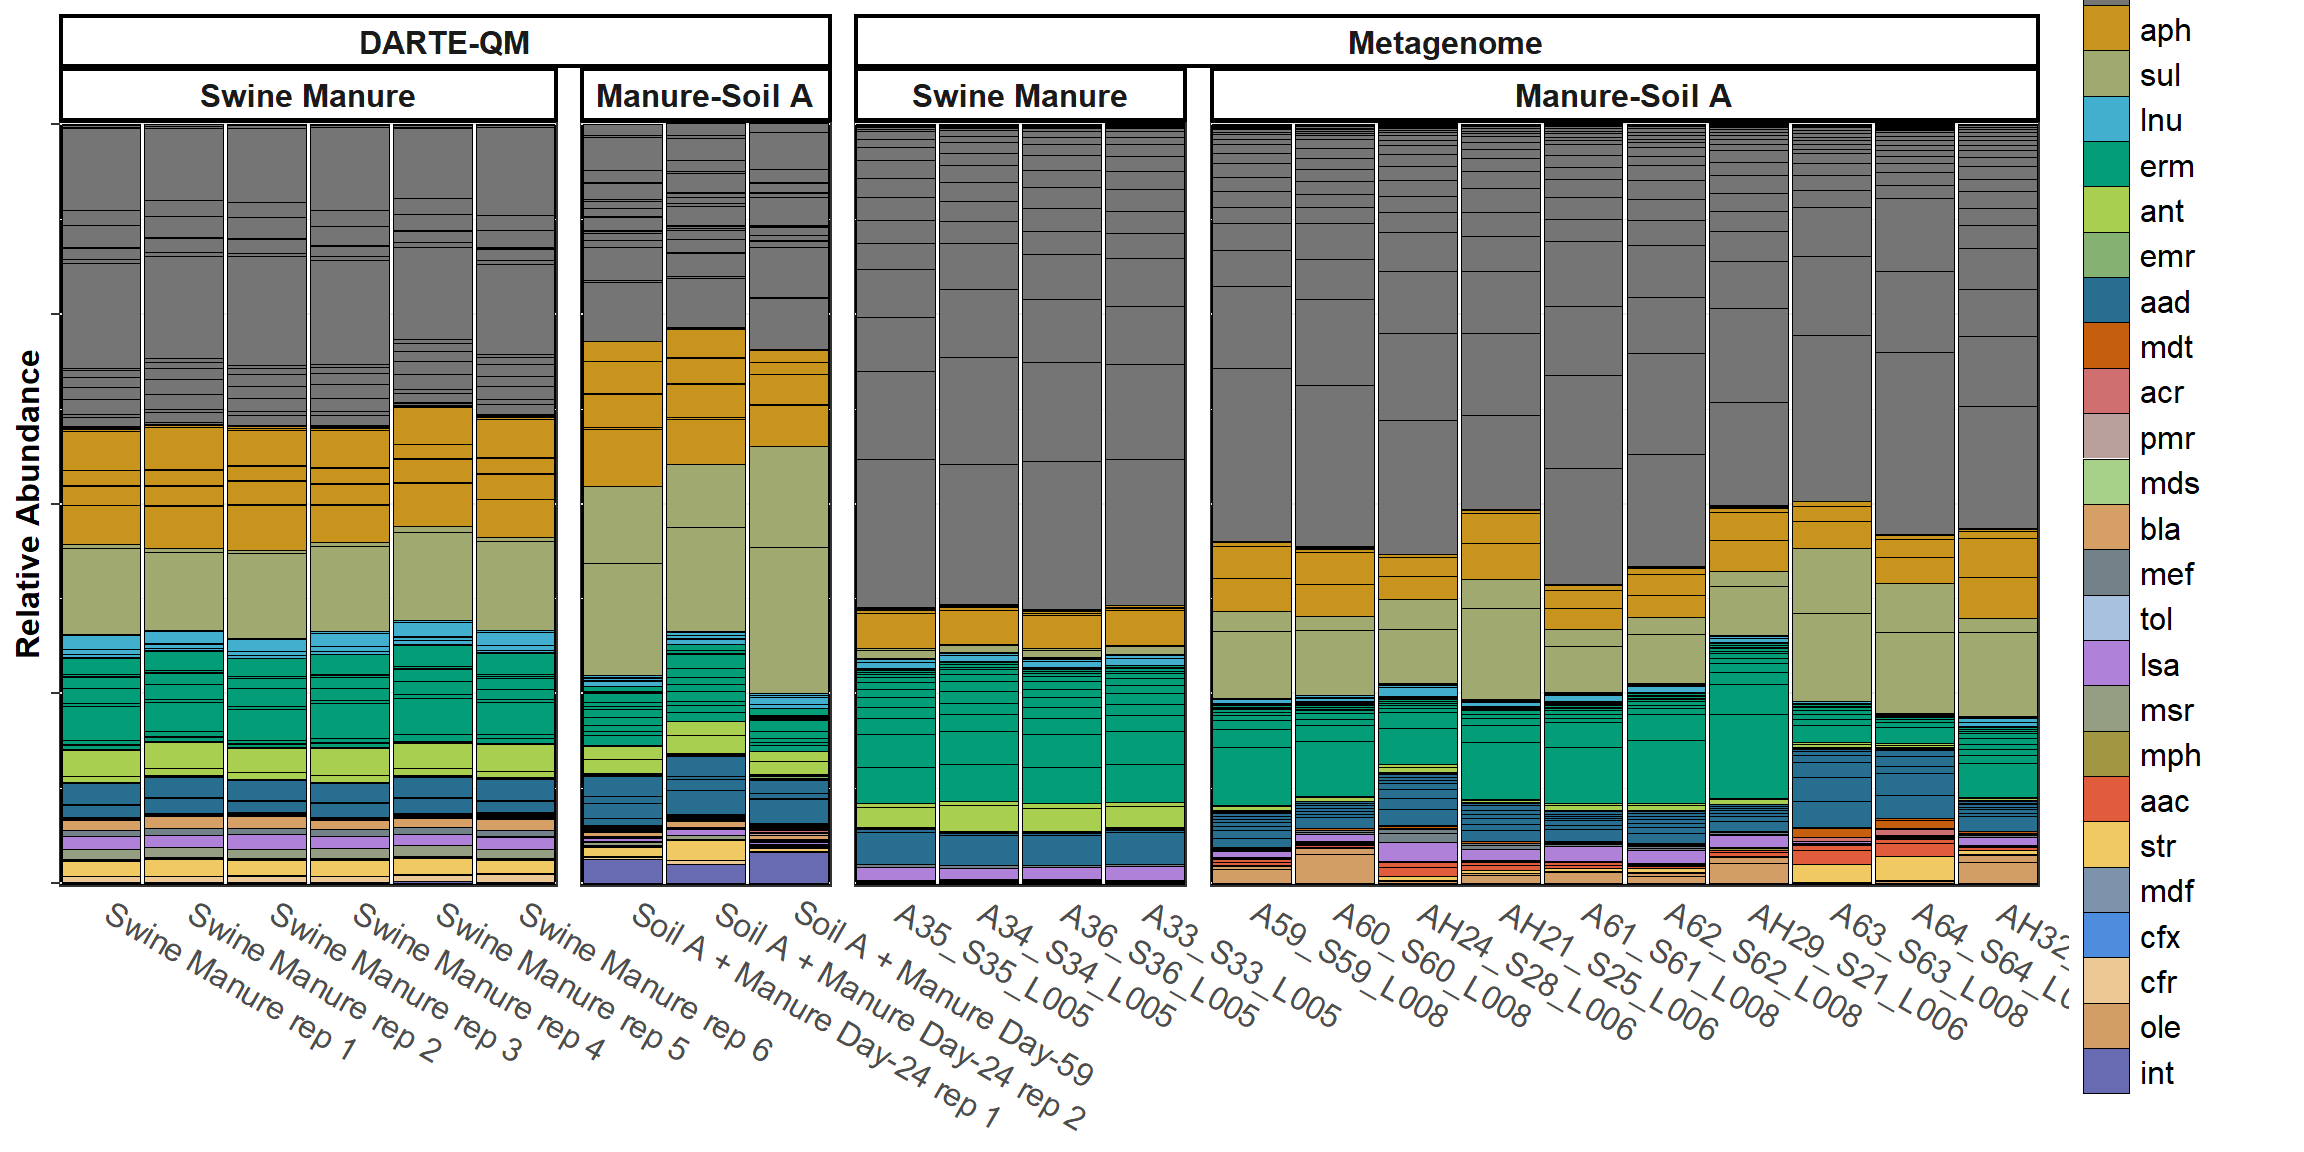 DARTE-QM
Metagenome
Swine Manure
Manure-Soil A
Swine Manure
Manure-Soil A
Relative Abundance
Swine Manure rep 1
Swine Manure rep 2
Swine Manure rep 3
Swine Manure rep 4
Swine Manure rep 5
Swine Manure rep 6
Soil A + Manure Day-24 rep 1
Soil A + Manure Day-24 rep 2
Soil A + Manure Day-59
A35_S35_L005
A34_S34_L005
A36_S36_L005
A33_S33_L005
A59_S59_L008
A60_S60_L008
AH24_S28_L006
AH21_S25_L006
A61_S61_L008
A62_S62_L008
AH29_S21_L006
A63_S63_L008
A64_S64_L0
AH32_
aph
sul
lnu
erm
ant
emr
aad
mdt
acr
pmr
mds
bla
mef
tol
lsa
msr
mph
aac
str
mdf
cfx
cfr
ole
int